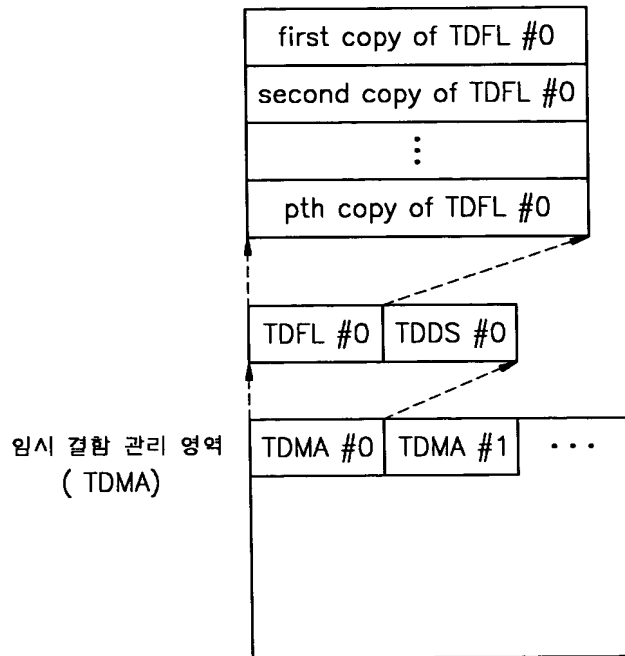 first copy of TDFL #0
second copy of TDFL #0
⋮
pth copy of TDFL #0
TDFL #0 TDDS #0
임시 결함 관리 영역
( TDMA)
TDMA #0 TDMA #1 ···